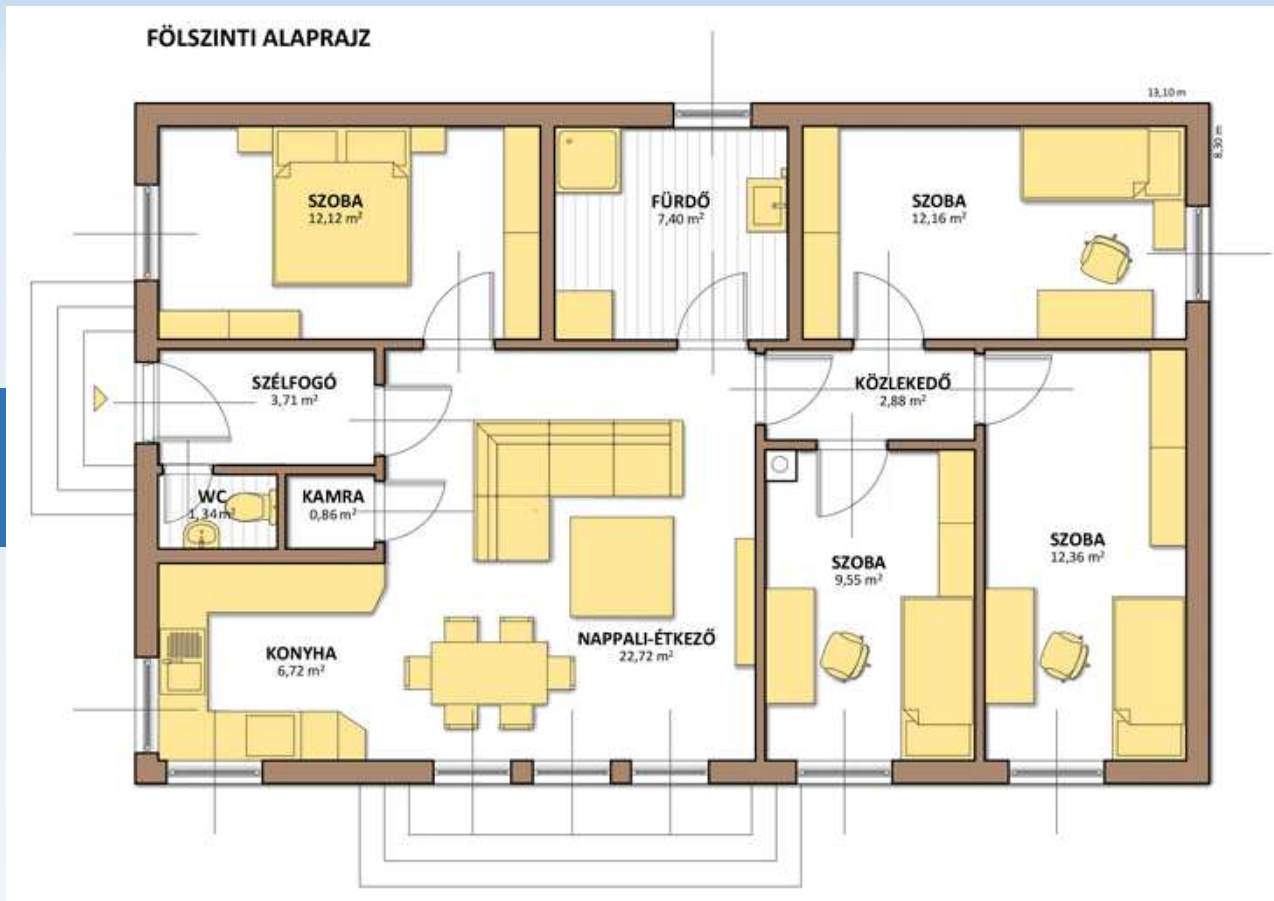 FÖLSZINTI ALAPRAJZ
13,10 m
8,30 m
SZOBA
12,12 m²
FÜRDŐ
7,40 m²
SZOBA
12,16 m²
SZÉLFOGÓ
3,71 m²
KÖZLEKEDŐ
2,88 m²
WC
1,34 m²
KAMRA
0,86 m²
SZOBA
9,55 m²
SZOBA
12,36 m²
KONYHA
6,72 m²
NAPPALI-ÉTKEZŐ
22,72 m²